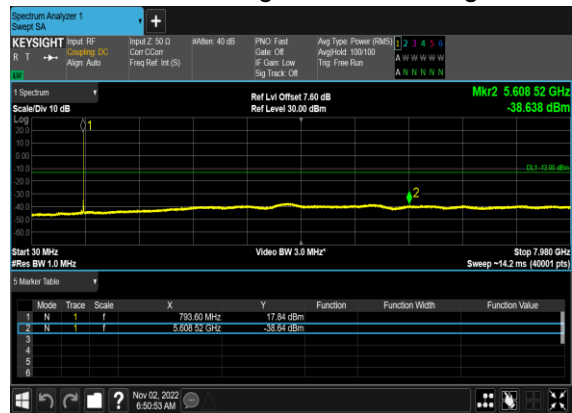 Spectrum Analyzer 1
Swept SA
+
KEYSIGHT Input: RF Input Z: 50 Ω #Atten: 40 dB PNO: Fast Avg Type: Power (RMS) 1 2 3 4 5 6
R T Coupling: DC Corr CCorr Gate: Off Avg|Hold: 100/100 A W W W W W
Align: Auto Freq Ref: Int (S) IF Gain: Low Trig: Free Run
Sig Track: Off A N N N N N
1 Spectrum Ref Lvl Offset 7.60 dB Mkr2 5.608 52 GHz
Scale/Div 10 dB Ref Level 30.00 dBm -38.638 dBm
Log
1
20.0
10.0
0.00
-10.0
DL1 -13.00 dBm
-20.0
-30.0
2
-40.0
-50.0
-60.0
Start 30 MHz Video BW 3.0 MHz* Stop 7.980 GHz
#Res BW 1.0 MHz Sweep ~14.2 ms (40001 pts)
5 Marker Table
Mode Trace Scale X Y Function Function Width Function Value
1 N 1 f 793.60 MHz 17.84 dBm
2 N 1 f 5.608 52 GHz -38.64 dBm
3
4
5
6
? Nov 02, 2022
6:50:53 AM